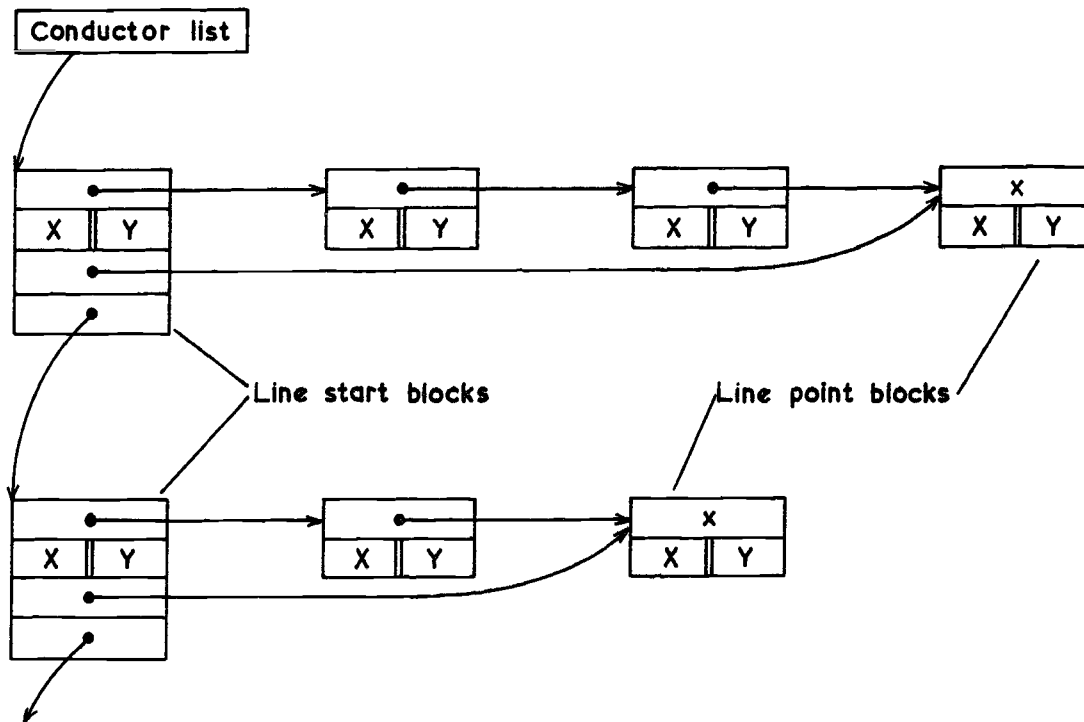 Conductor list
x
X Y X Y X Y X Y
Line start blocks Line point blocks
x
X Y X Y X Y